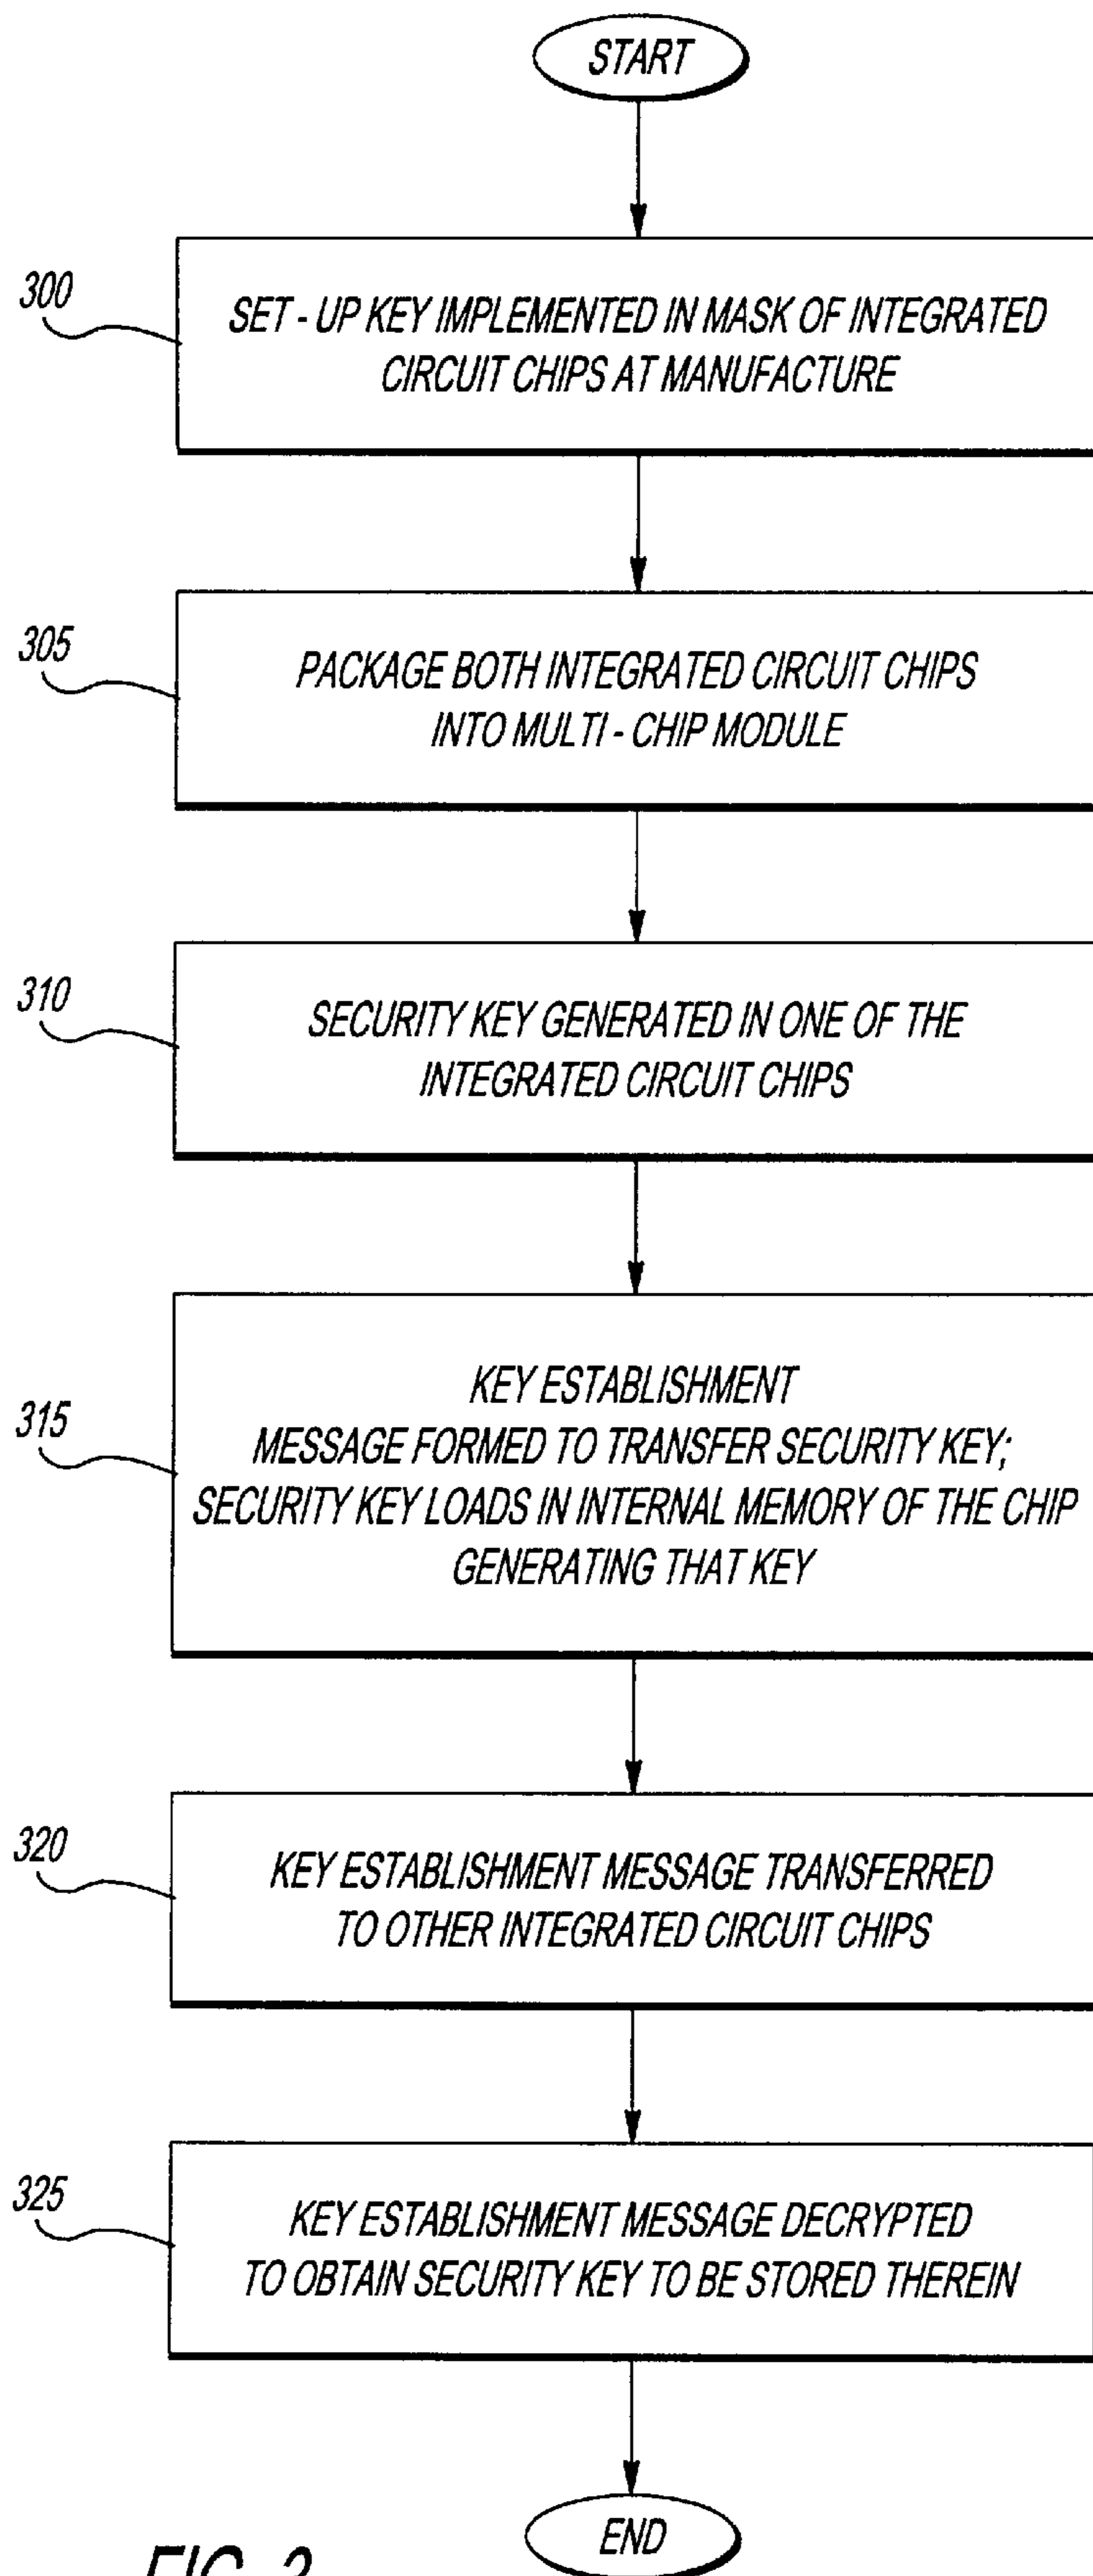 START
300
SET - UP KEY IMPLEMENTED IN MASK OF INTEGRATED
CIRCUIT CHIPS AT MANUFACTURE
305
PACKAGE BOTH INTEGRATED CIRCUIT CHIPS
INTO MULTI - CHIP MODULE
310
SECURITY KEY GENERATED IN ONE OF THE
INTEGRATED CIRCUIT CHIPS
315
KEY ESTABLISHMENT
MESSAGE FORMED TO TRANSFER SECURITY KEY;
SECURITY KEY LOADS IN INTERNAL MEMORY OF THE CHIP
GENERATING THAT KEY
320
KEY ESTABLISHMENT MESSAGE TRANSFERRED
TO OTHER INTEGRATED CIRCUIT CHIPS
325
KEY ESTABLISHMENT MESSAGE DECRYPTED
TO OBTAIN SECURITY KEY TO BE STORED THEREIN
END
FIG.